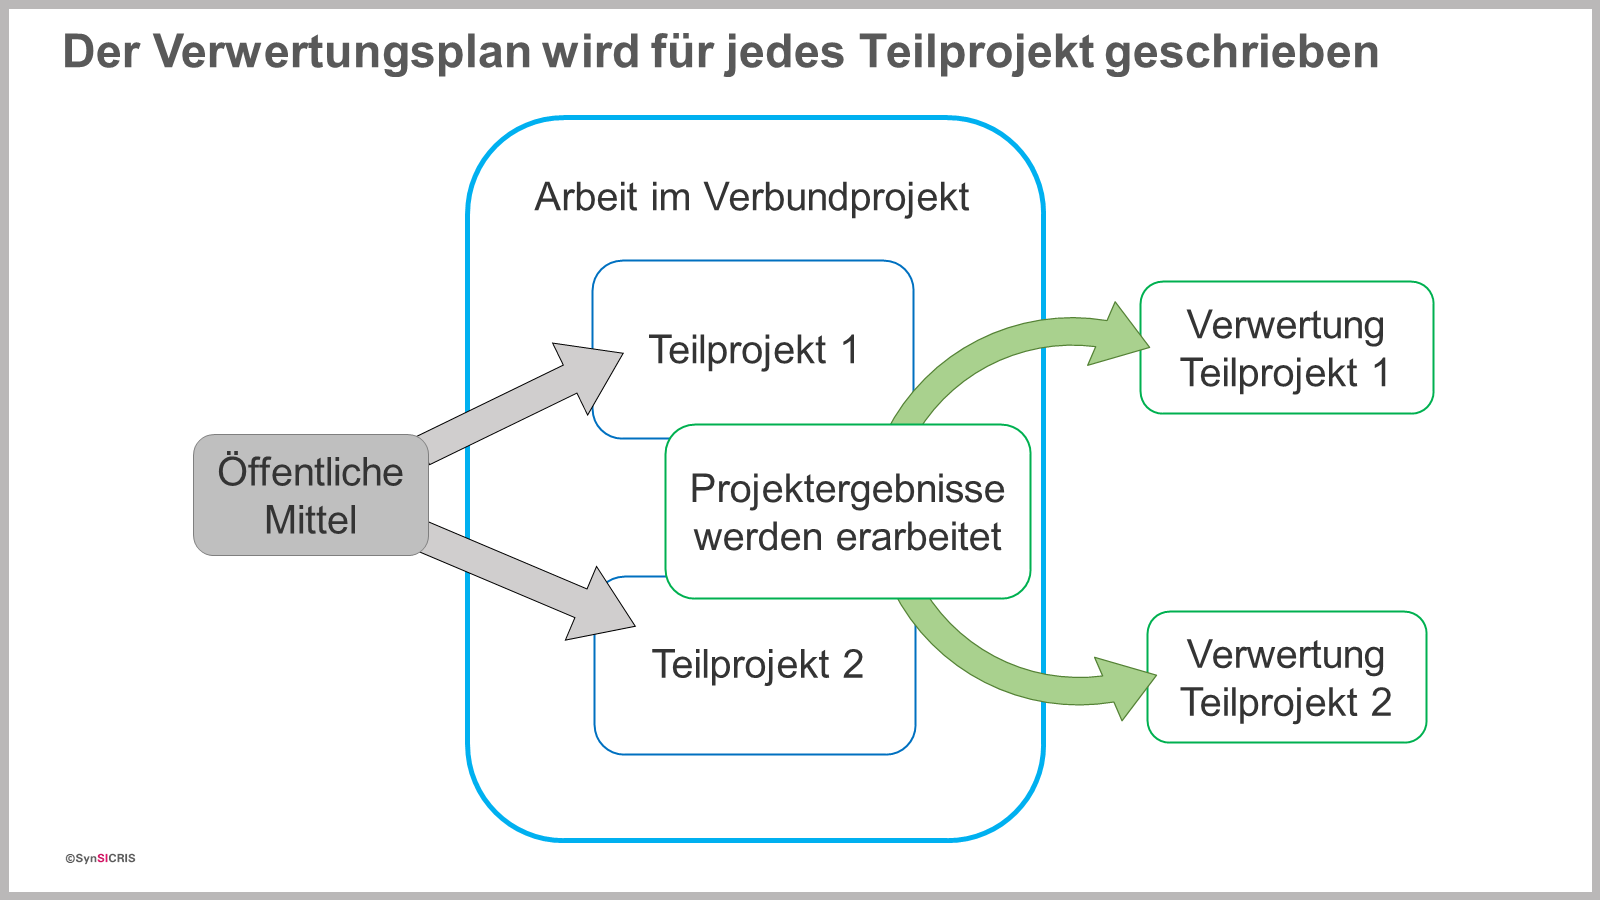 Der Verwertungsplan wird für jedes Teilprojekt geschrieben
Arbeit im Verbundprojekt
Teilprojekt 1
Verwertung
Teilprojekt 1
Öffentliche
Mittel
Projektergebnisse
werden erarbeitet
Teilprojekt 2
Verwertung
Teilprojekt 2
©SynSICRIS